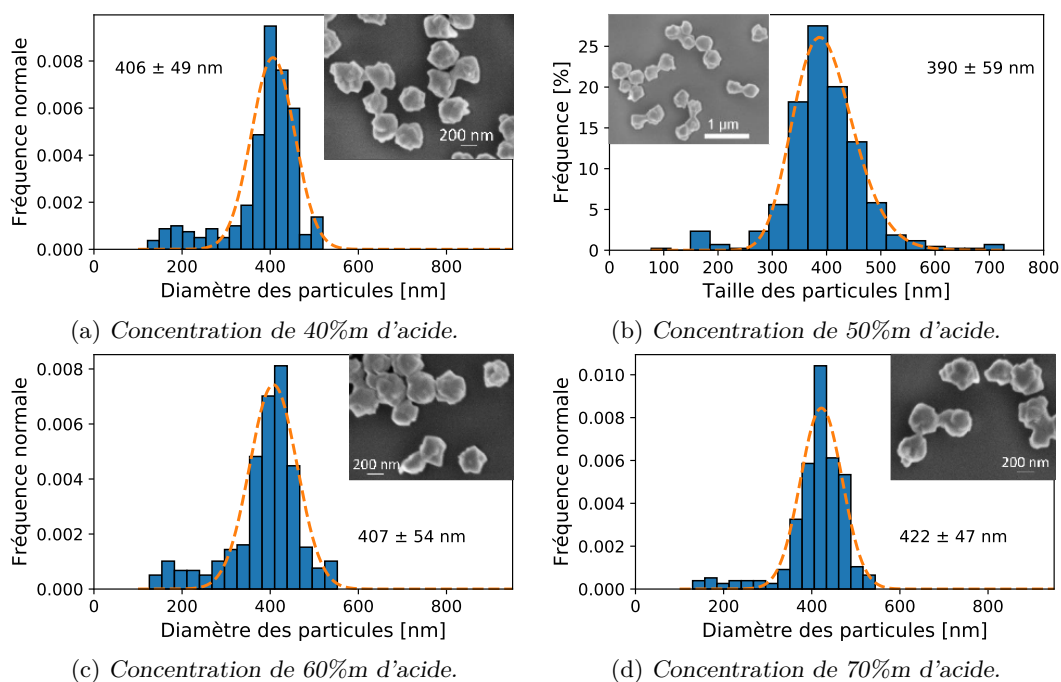 406 ± 49 nm
200 nm
Fréquence normale
0.008
0.006
0.004
0.002
0.000
0 200 400 600 800
Diamètre des particules [nm]
(a) Concentration de 40%m d'acide.
1 µm
390 ± 59 nm
Fréquence [%]
25
20
15
10
5
0
0 100 200 300 400 500 600 700 800
Taille des particules [nm]
(b) Concentration de 50%m d'acide.
200 nm
407 ± 54 nm
Fréquence normale
0.008
0.006
0.004
0.002
0.000
0 200 400 600 800
Diamètre des particules [nm]
(c) Concentration de 60%m d'acide.
200 nm
422 ± 47 nm
Fréquence normale
0.010
0.008
0.006
0.004
0.002
0.000
0 200 400 600 800
Diamètre des particules [nm]
(d) Concentration de 70%m d'acide.